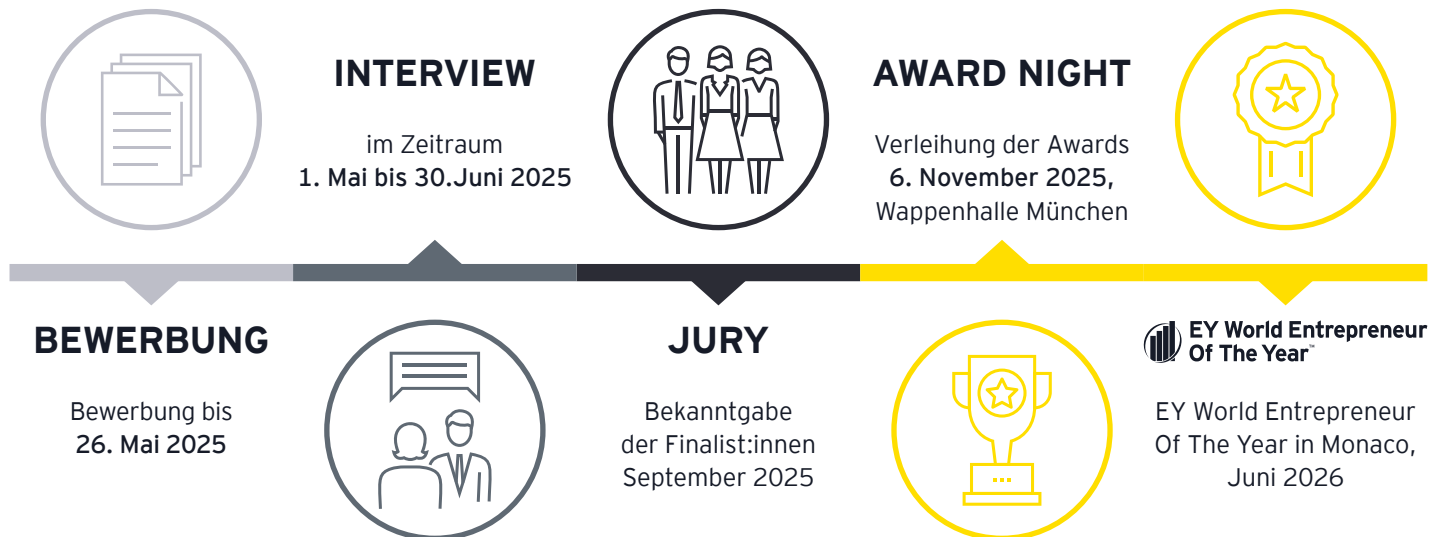 BEWERBUNG
Bewerbung bis
26. Mai 2025
INTERVIEW
im Zeitraum
1. Mai bis 30.Juni 2025
JURY
Bekanntgabe
der Finalist:innen
September 2025
AWARD NIGHT
Verleihung der Awards
6. November 2025,
Wappenhalle München
EY World Entrepreneur
Of The Year™
EY World Entrepreneur
Of The Year in Monaco,
Juni 2026